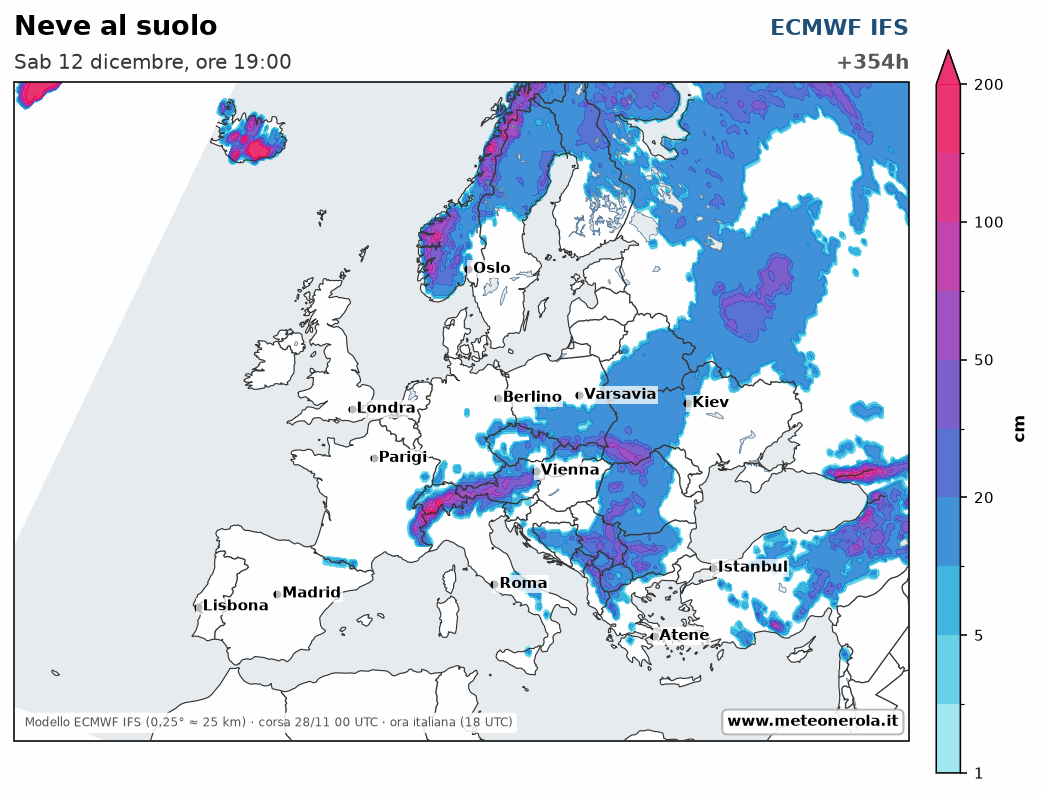 Neve al suolo
ECMWF IFS
Sab 12 dicembre, ore 19:00
+354h
200
100
50
20
5
1
cm
Oslo
Londra
Berlino
Varsavia
Kiev
Parigi
Vienna
Istanbul
Roma
Madrid
Lisbona
Atene
Modello ECMWF IFS (0,25° ≈ 25 km) · corsa 28/11 00 UTC · ora italiana (18 UTC)
www.meteonerola.it